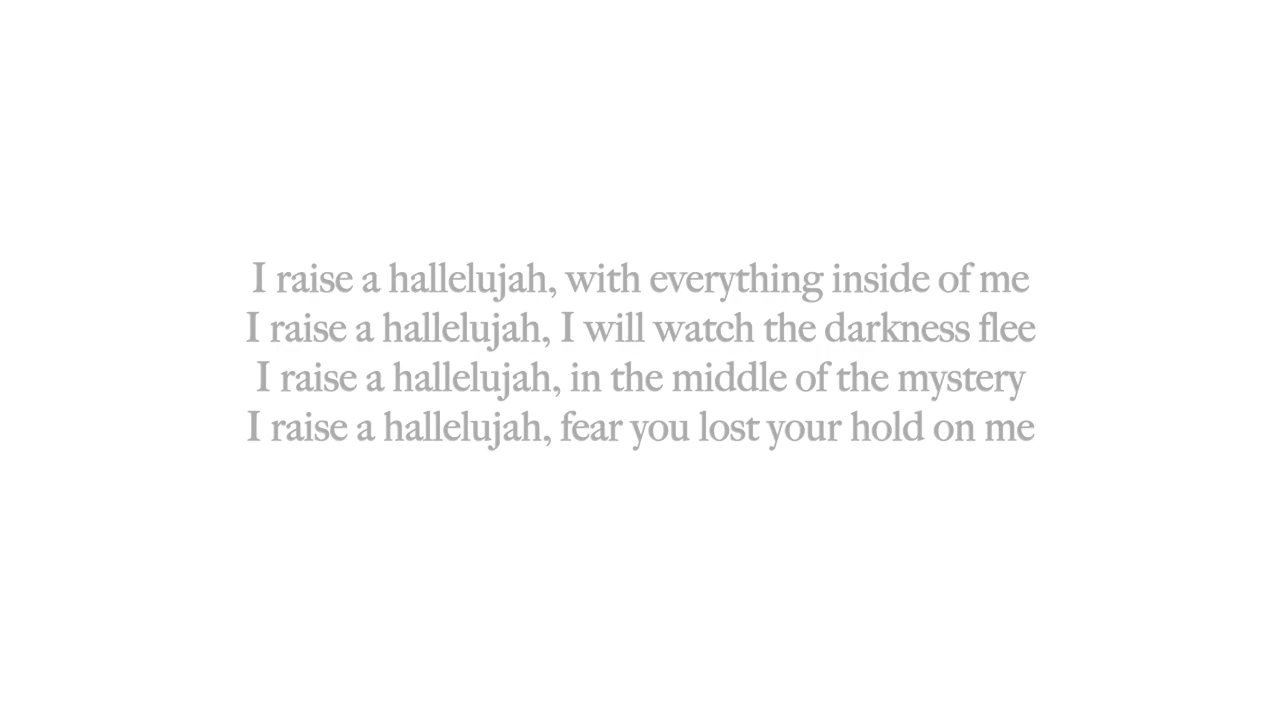 I raise a hallelujah, with everything inside of me
I raise a hallelujah, I will watch the darkness flee
I raise a hallelujah, in the middle of the mystery
I raise a hallelujah, fear you lost your hold on me